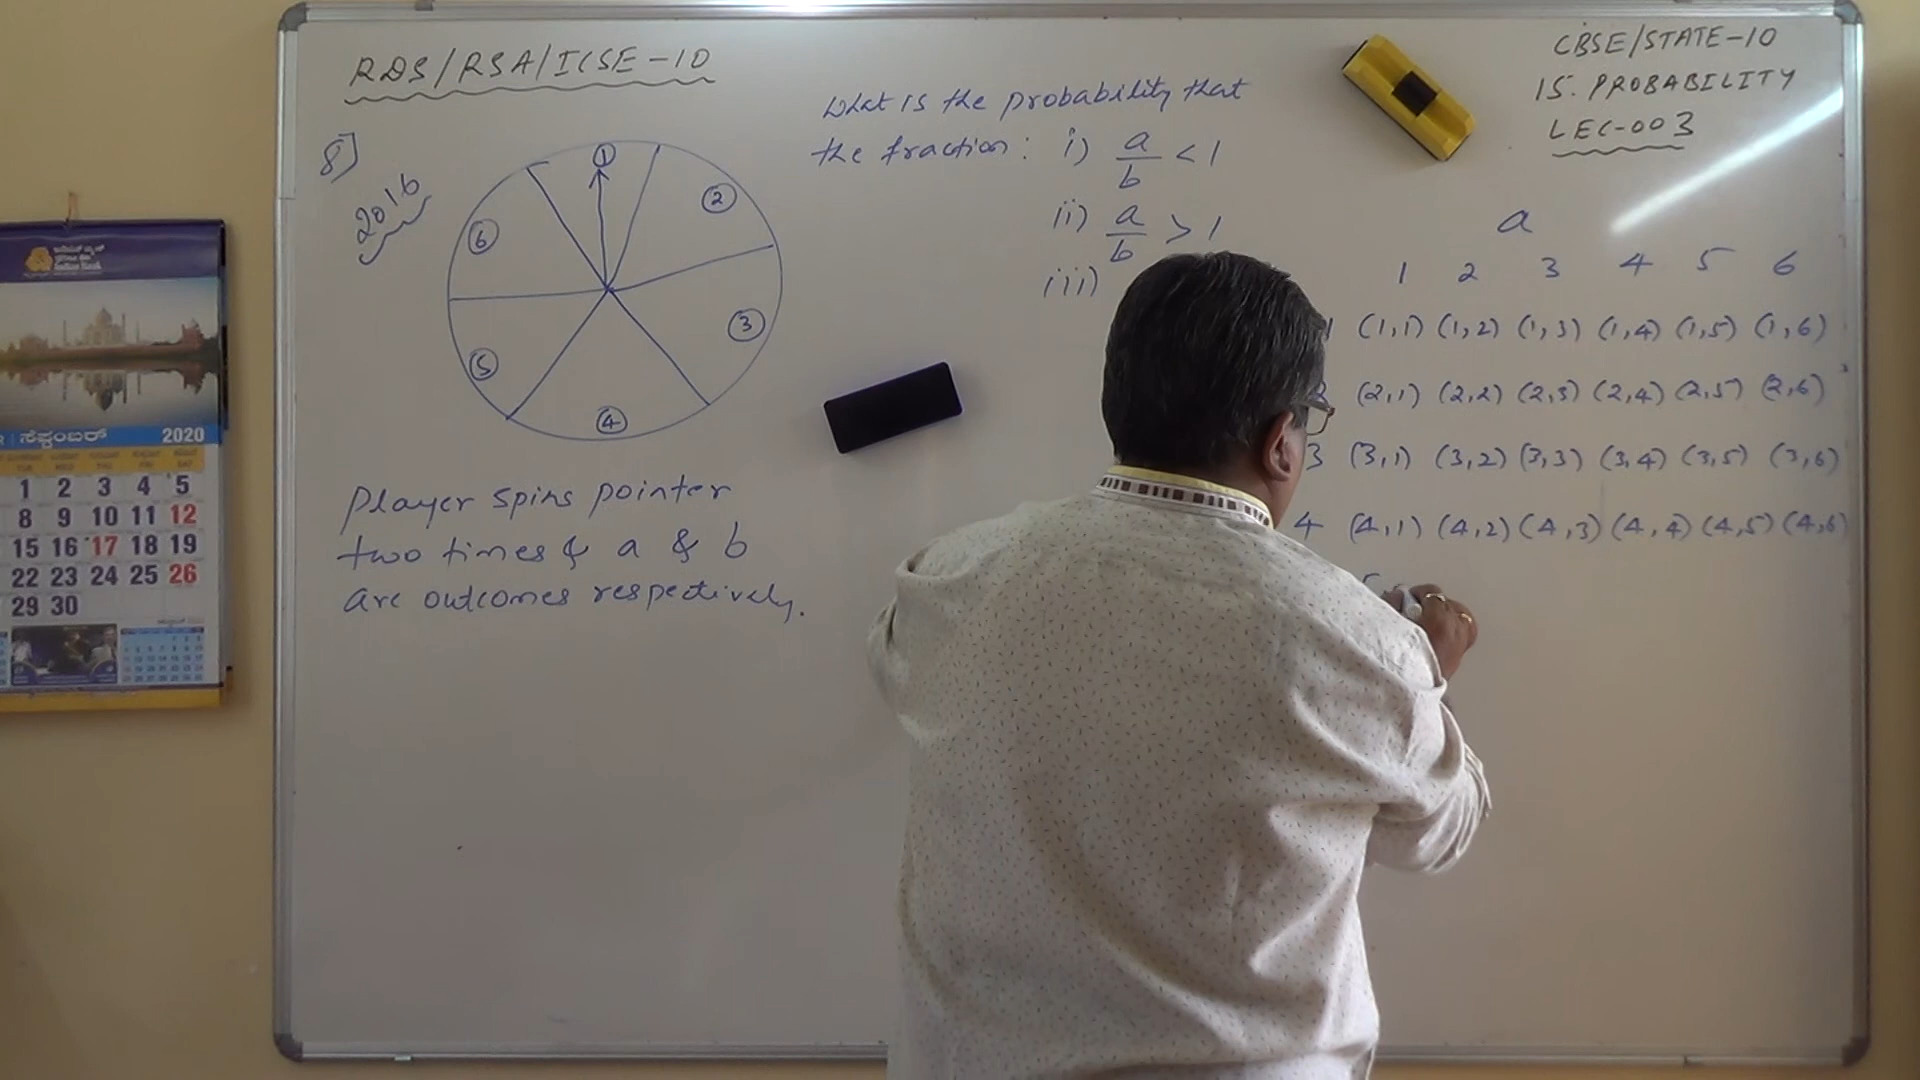 RDS/RSA/ICSE-10
8]
2016
1
2
3
4
5
6
Player spins pointer
two times & a & b
are outcomes respectively.
What is the probability that
the fraction: i) a/b < 1
ii) a/b > 1
iii)
CBSE/STATE-10
15. PROBABILITY
LEC-003
a
1 2 3 4 5 6
1 (1,1) (1,2) (1,3) (1,4) (1,5) (1,6)
2 (2,1) (2,2) (2,3) (2,4) (2,5) (2,6)
3 (3,1) (3,2) (3,3) (3,4) (3,5) (3,6)
4 (4,1) (4,2) (4,3) (4,4) (4,5) (4,6)
ಸೆಪ್ಟಂಬರ್ 2020
1 2 3 4 5
8 9 10 11 12
15 16 17 18 19
22 23 24 25 26
29 30